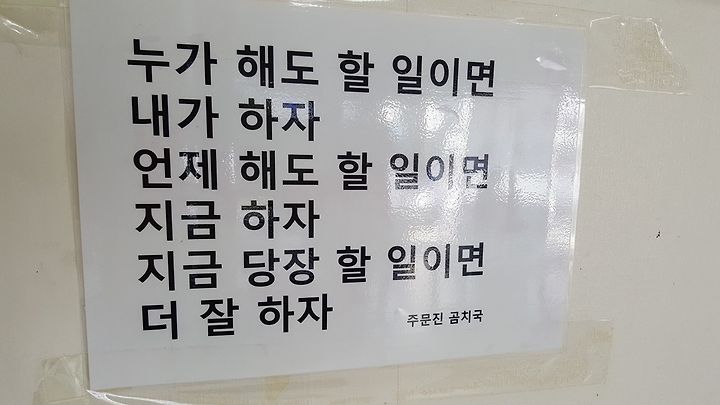 누가 해도 할 일이면
내가 하자
언제 해도 할 일이면
지금 하자
지금 당장 할 일이면
더 잘 하자
주문진 곰치국